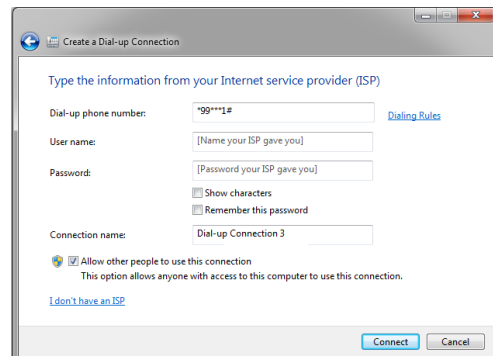 Create a Dial-up Connection
Type the information from your Internet service provider (ISP)
Dial-up phone number: *99***1# Dialing Rules
User name: [Name your ISP gave you]
Password: [Password your ISP gave you]
Show characters
Remember this password
Connection name: Dial-up Connection 3
Allow other people to use this connection
This option allows anyone with access to this computer to use this connection.
I don't have an ISP
Connect Cancel